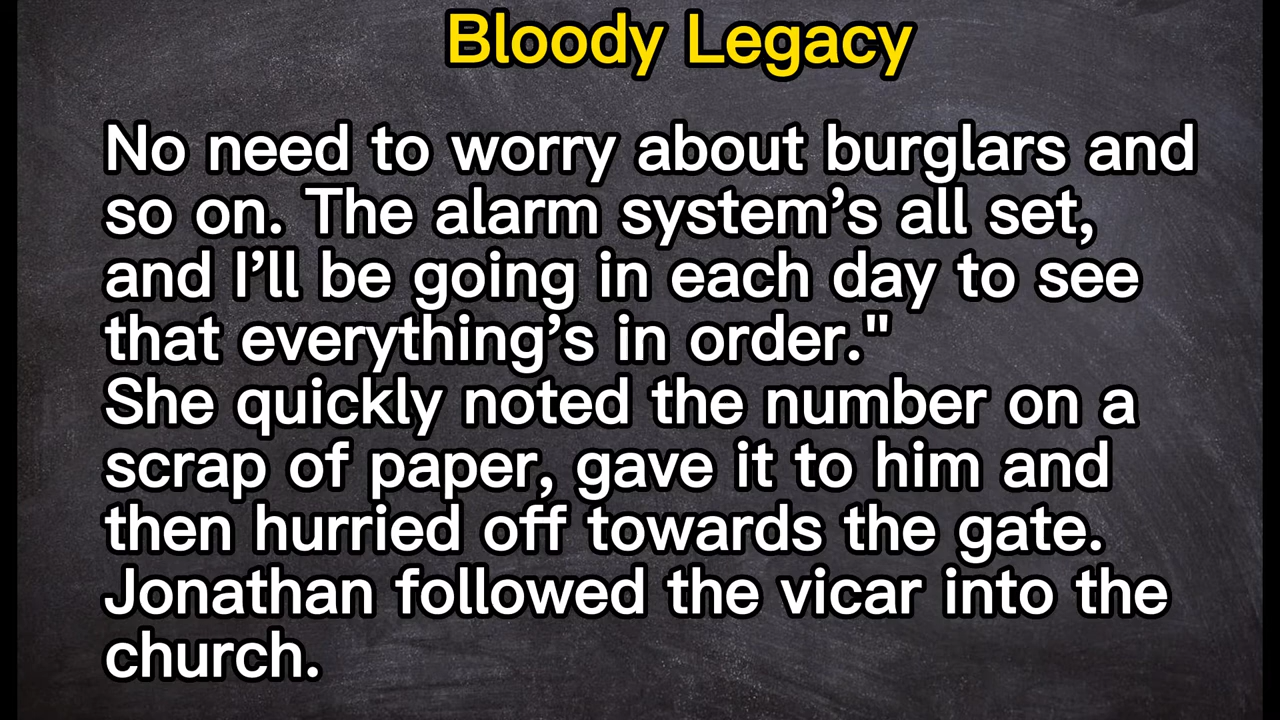 Bloody Legacy
No need to worry about burglars and
so on. The alarm system’s all set,
and I’ll be going in each day to see
that everything’s in order."
She quickly noted the number on a
scrap of paper, gave it to him and
then hurried off towards the gate.
Jonathan followed the vicar into the
church.